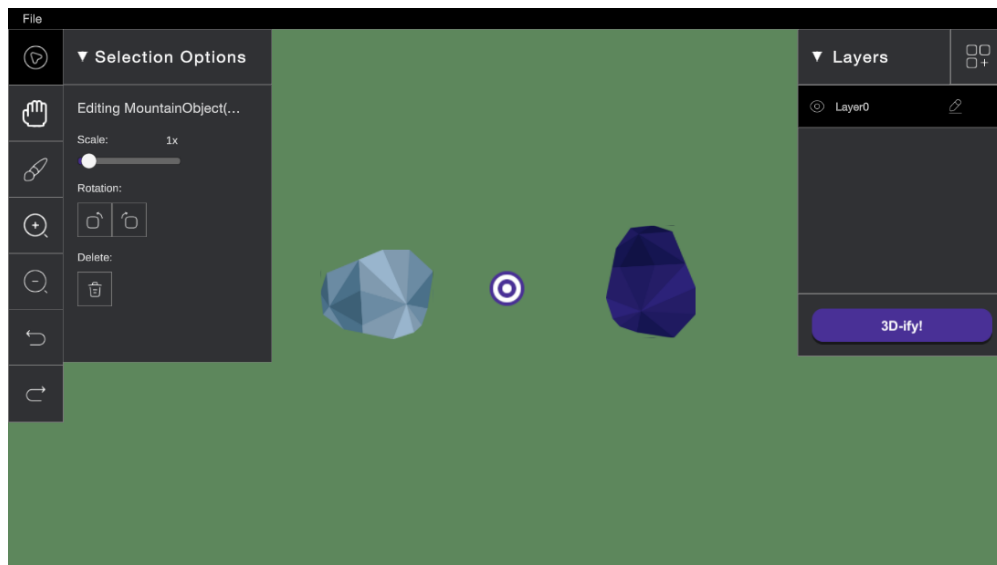 File
▼ Selection Options
Editing MountainObject(...
Scale: 1x
Rotation:
Delete:
▼ Layers
Layer0
3D-ify!